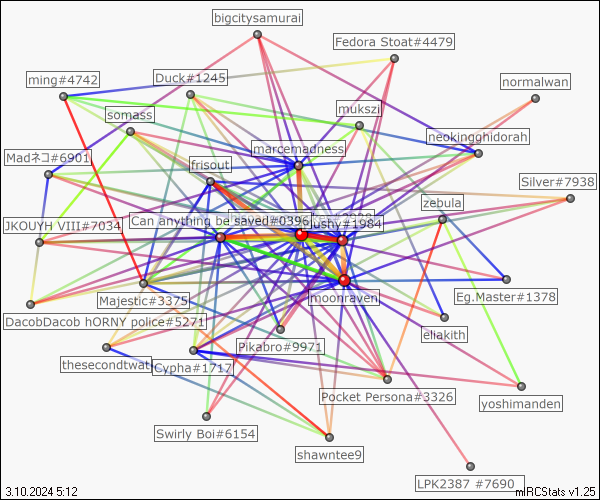 bigcitysamurai
Fedora Stoat#4479
ming#4742
Duck#1245
normalwan
somass
mukszi
neokingghidorah
marcemadness
Madネコ#6901
frisout
Silver#7938
zebula
Can anything be saved#0396
Jushy#1984
JKOUYH VIII#7034
Majestic#3375
moonraven
Eg.Master#1378
DacobDacob hORNY police#5271
eliakith
Pikabro#9971
thesecondtwat
Cypha#1717
Pocket Persona#3326
yoshimanden
Swirly Boi#6154
shawntee9
LPK2387 #7690
3.10.2024 5:12
mIRCStats v1.25